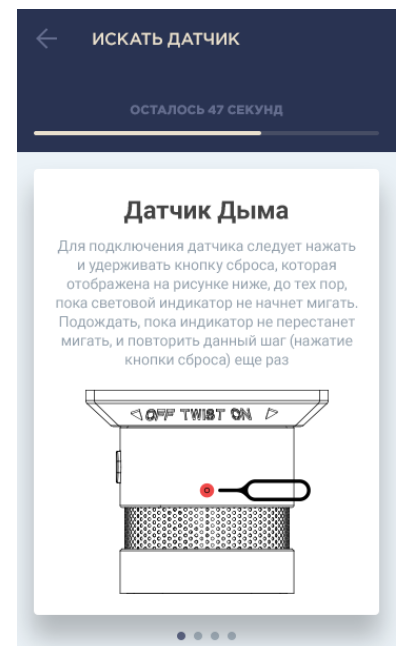 ИСКАТЬ ДАТЧИК
ОСТАЛОСЬ 47 СЕКУНД
Датчик Дыма
Для подключения датчика следует нажать
и удерживать кнопку сброса, которая
отображена на рисунке ниже, до тех пор,
пока световой индикатор не начнет мигать.
Подождать, пока индикатор не перестанет
мигать, и повторить данный шаг (нажатие
кнопки сброса) еще раз
OFF TWIST ON